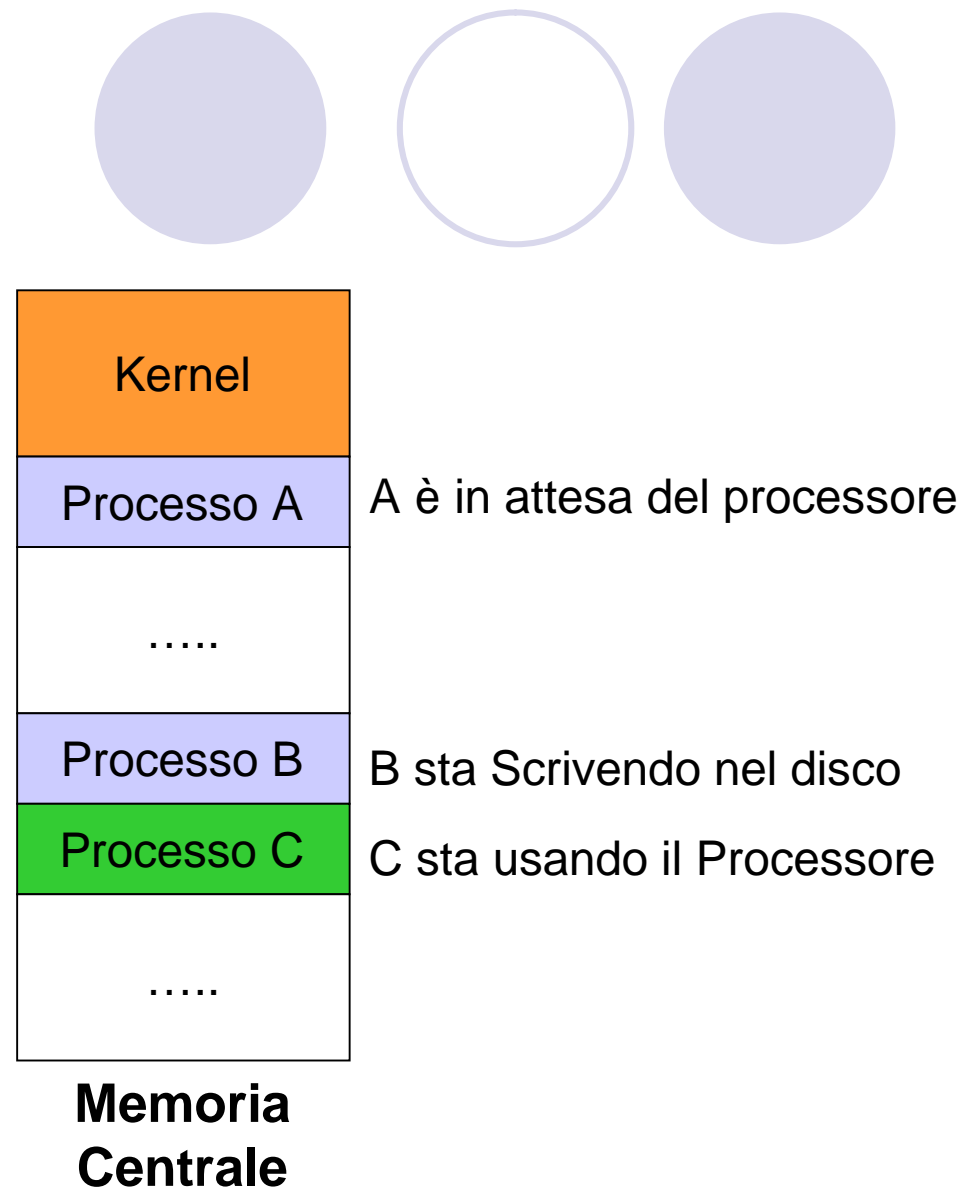 Kernel
Processo A
A è in attesa del processore
.....
Processo B
B sta Scrivendo nel disco
Processo C
C sta usando il Processore
.....
Memoria
Centrale